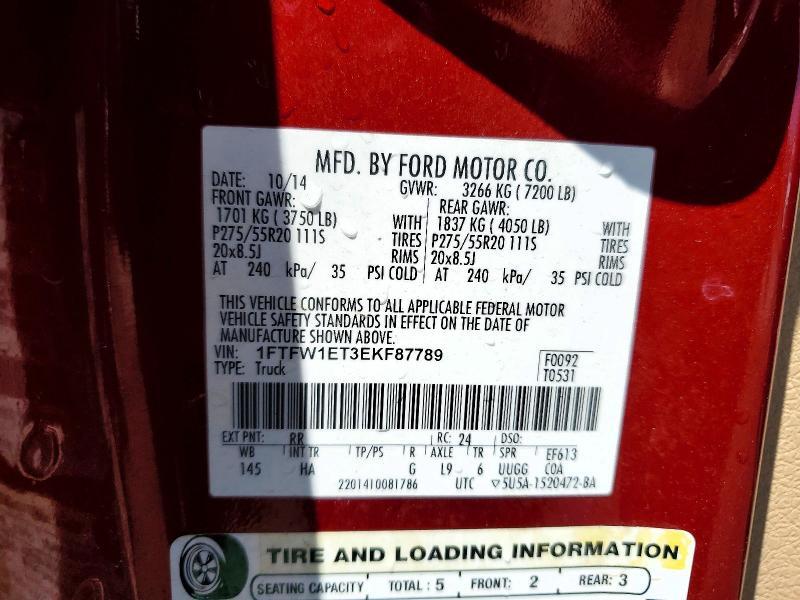 MFD. BY FORD MOTOR CO.
DATE: 10/14 GVWR: 3266 KG ( 7200 LB)
FRONT GAWR: REAR GAWR:
1701 KG ( 3750 LB) WITH 1837 KG ( 4050 LB) WITH
P275/55R20 111S TIRES P275/55R20 111S TIRES
20x8.5J RIMS 20x8.5J RIMS
AT 240 kPa/ 35 PSI COLD AT 240 kPa/ 35 PSI COLD
THIS VEHICLE CONFORMS TO ALL APPLICABLE FEDERAL MOTOR
VEHICLE SAFETY STANDARDS IN EFFECT ON THE DATE OF
MANUFACTURE SHOWN ABOVE.
VIN: 1FTFW1ET3EKF87789 F0092
TYPE: Truck T0531
EXT PNT: RR RC: 24 DSO:
WB INT TR TP/PS R AXLE TR SPR EF613
145 HA G L9 6 UUGG COA
2201410081786 UTC ▽5U5A-1520472-BA
TIRE AND LOADING INFORMATION
SEATING CAPACITY TOTAL : 5 FRONT: 2 REAR: 3